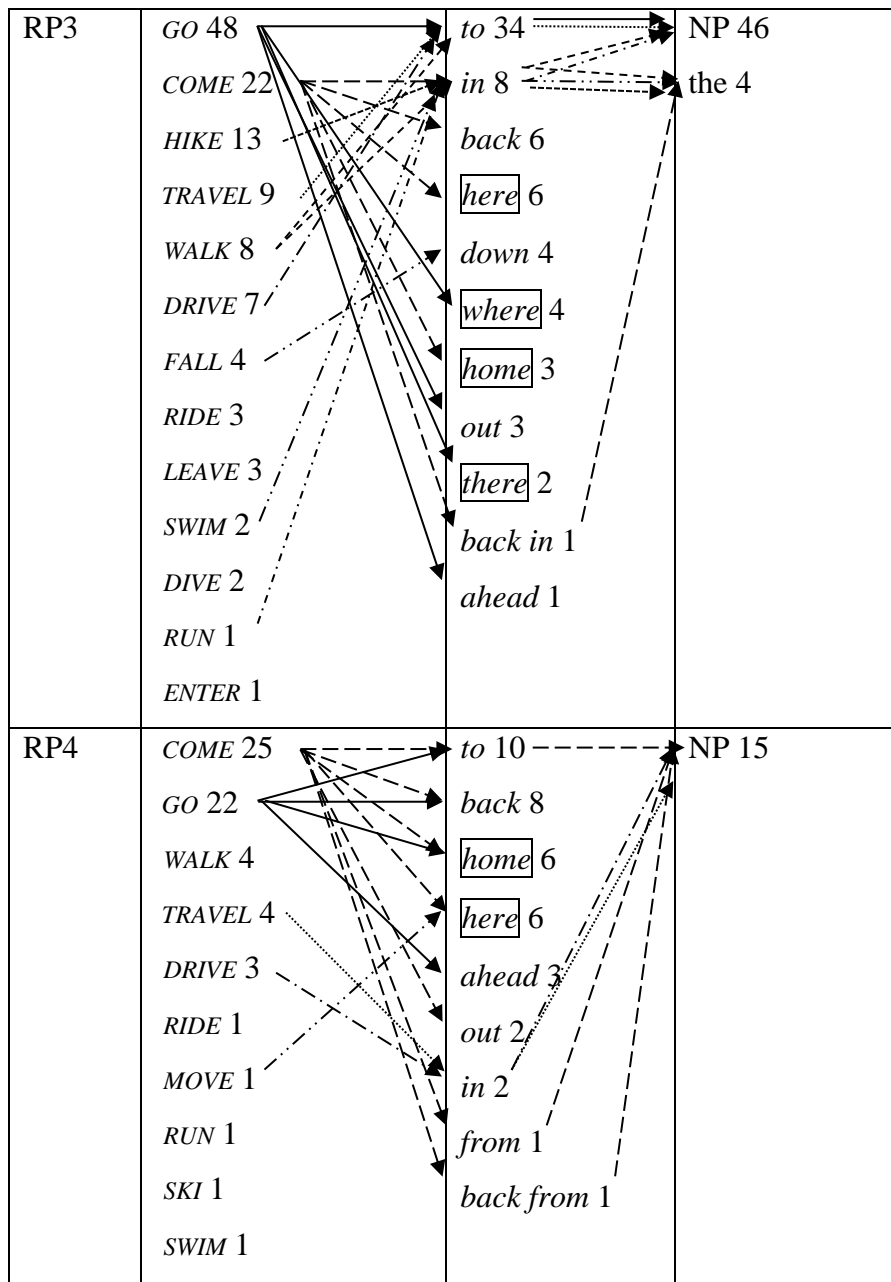 RP3 GO 48 to 34 NP 46
COME 22 in 8 the 4
HIKE 13 back 6
TRAVEL 9 here 6
WALK 8 down 4
DRIVE 7 where 4
FALL 4 home 3
RIDE 3 out 3
LEAVE 3 there 2
SWIM 2 back in 1
DIVE 2 ahead 1
RUN 1
ENTER 1
RP4 COME 25 to 10 NP 15
GO 22 back 8
WALK 4 home 6
TRAVEL 4 here 6
DRIVE 3 ahead 3
RIDE 1 out 2
MOVE 1 in 2
RUN 1 from 1
SKI 1 back from 1
SWIM 1